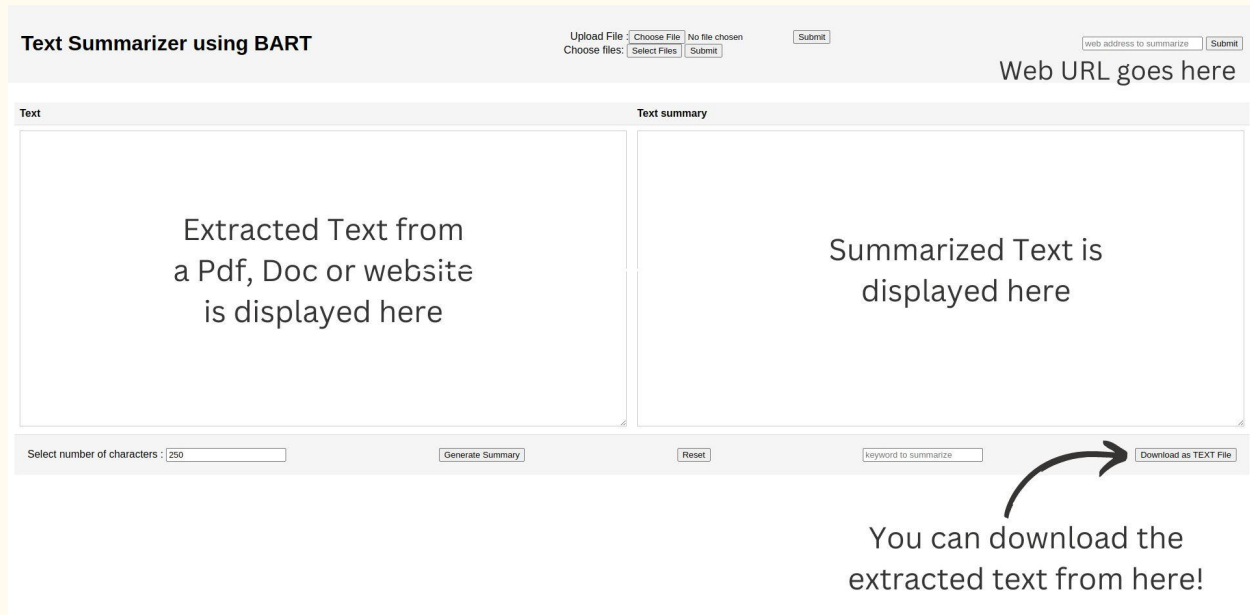 Text Summarizer using BART
Upload File : Choose File No file chosen Submit
Choose files: Select Files Submit
web address to summarize Submit
Web URL goes here
Text
Text summary
Extracted Text from
a Pdf, Doc or website
is displayed here
Summarized Text is
displayed here
Select number of characters : 250 Generate Summary Reset keyword to summarize Download as TEXT File
You can download the
extracted text from here!